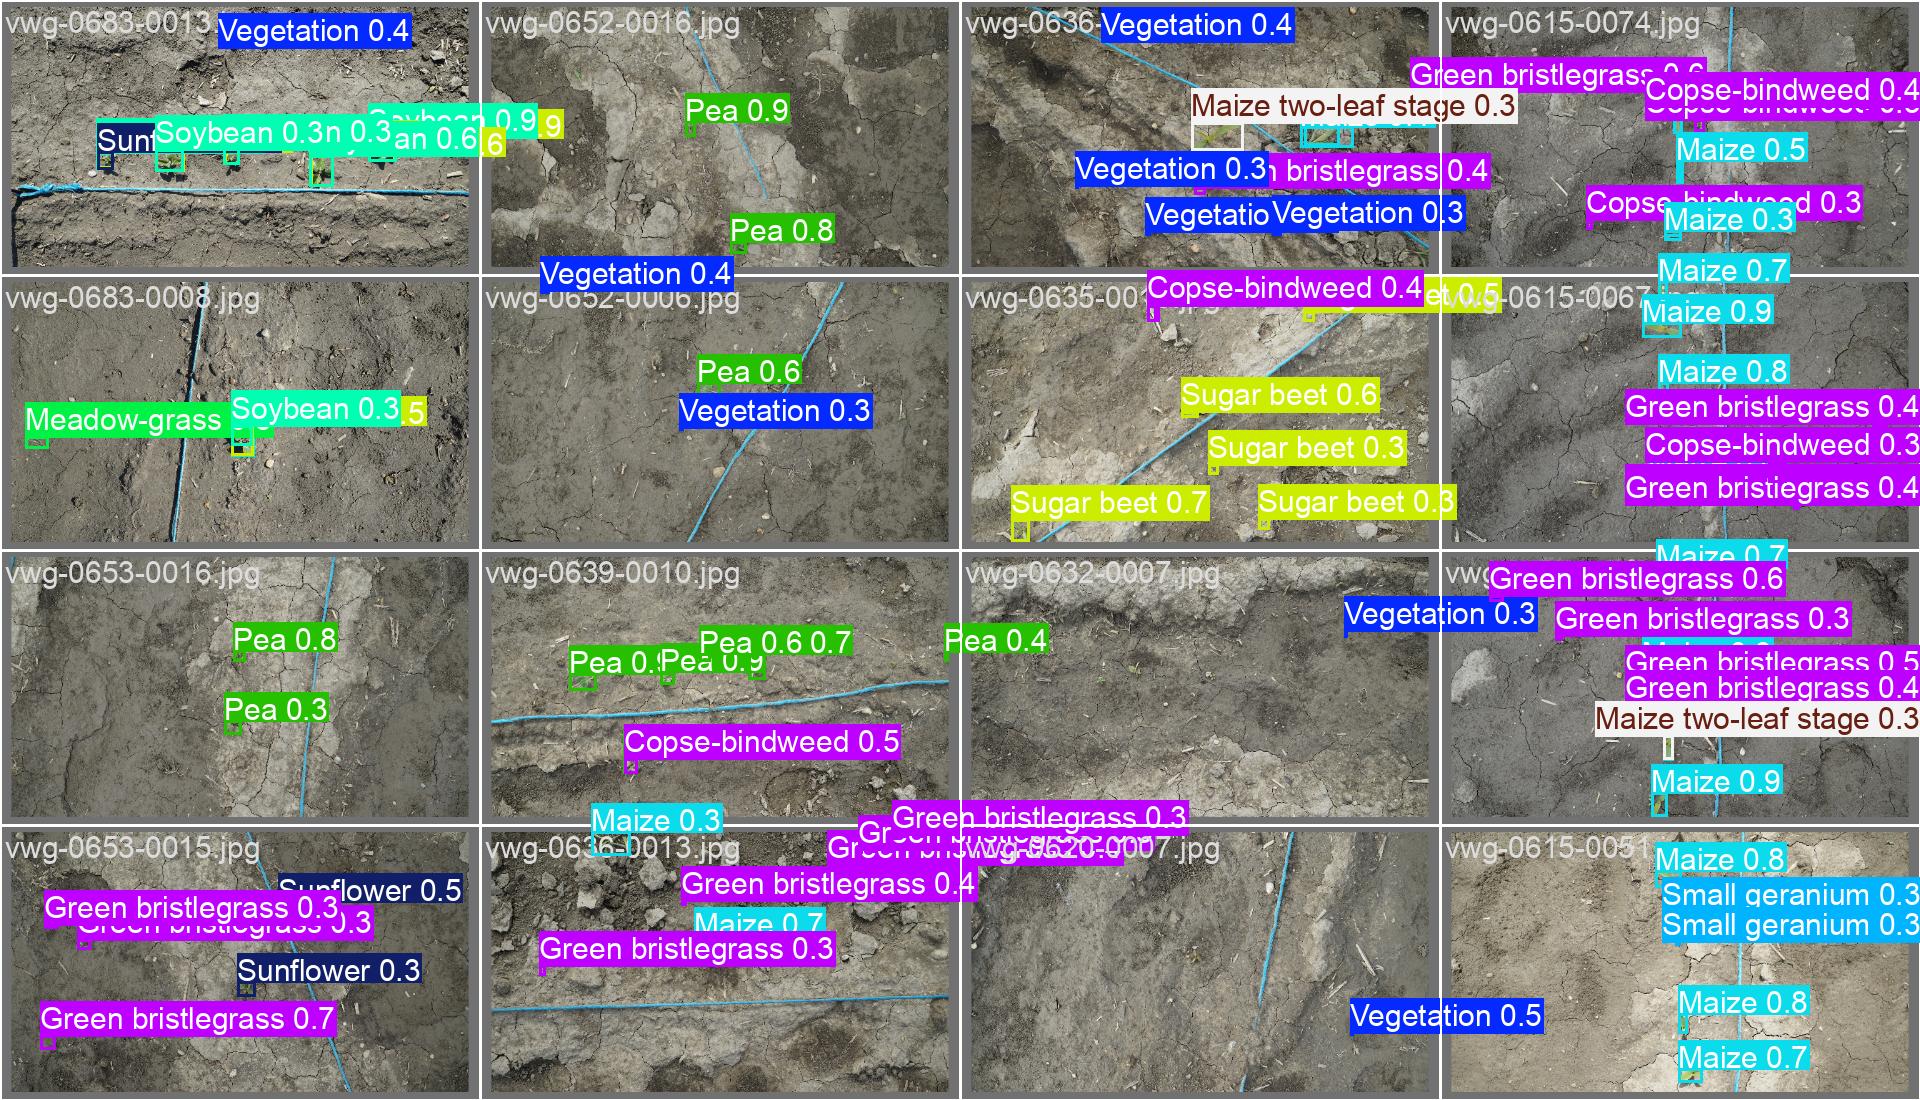 vwg-0683-0013
Vegetation 0.4
Sunf
Soybean 0.3
n 0.3
0.9
.9
an 0.6
.6
vwg-0652-0016.jpg
Pea 0.9
Pea 0.8
vwg-0636-
Vegetation 0.4
Maize two-leaf stage 0.3
Vegetation 0.3
n bristlegrass 0.4
Vegetatio
Vegetation 0.3
vwg-0615-0074.jpg
Green bristlegrass
Copse-bindweed 0.4
Maize 0.5
Copse-bindweed 0.3
Maize 0.3
vwg-0683-0008.jpg
Meadow-grass
Soybean 0.3
.5
Vegetation 0.4
vwg-0652-0006.jpg
Pea 0.6
Vegetation 0.3
vwg-0635-00
Copse-bindweed 0.4
et 0.5
Sugar beet 0.6
Sugar beet 0.3
Sugar beet 0.7
Sugar beet 0.3
Maize 0.7
vwg-0615-0067
Maize 0.9
Maize 0.8
Green bristlegrass 0.4
Copse-bindweed 0.3
Green bristlegrass 0.4
vwg-0653-0016.jpg
Pea 0.8
Pea 0.3
vwg-0639-0010.jpg
Pea 0.6
0.7
Pea
Pea 0.9
Copse-bindweed 0.5
vwg-0632-0007.jpg
Vegetation 0.3
Pea 0.4
Maize 0.7
vwg
Green bristlegrass 0.6
Green bristlegrass 0.3
Green bristlegrass 0.5
Green bristlegrass 0.4
Maize two-leaf stage 0.3
Maize 0.9
vwg-0653-0015.jpg
Sunflower 0.5
Green bristlegrass 0.3
Green bristlegrass 0.3
Sunflower 0.3
Green bristlegrass 0.7
Maize 0.3
vwg-0636-0013.jpg
Green bristlegrass 0.3
Green bristlegrass 0.4
Maize 0.7
Green bristlegrass 0.3
vwg-0620-0007.jpg
Vegetation 0.5
vwg-0615-0051
Maize 0.8
Small geranium 0.3
Small geranium 0.3
Maize 0.8
Maize 0.7